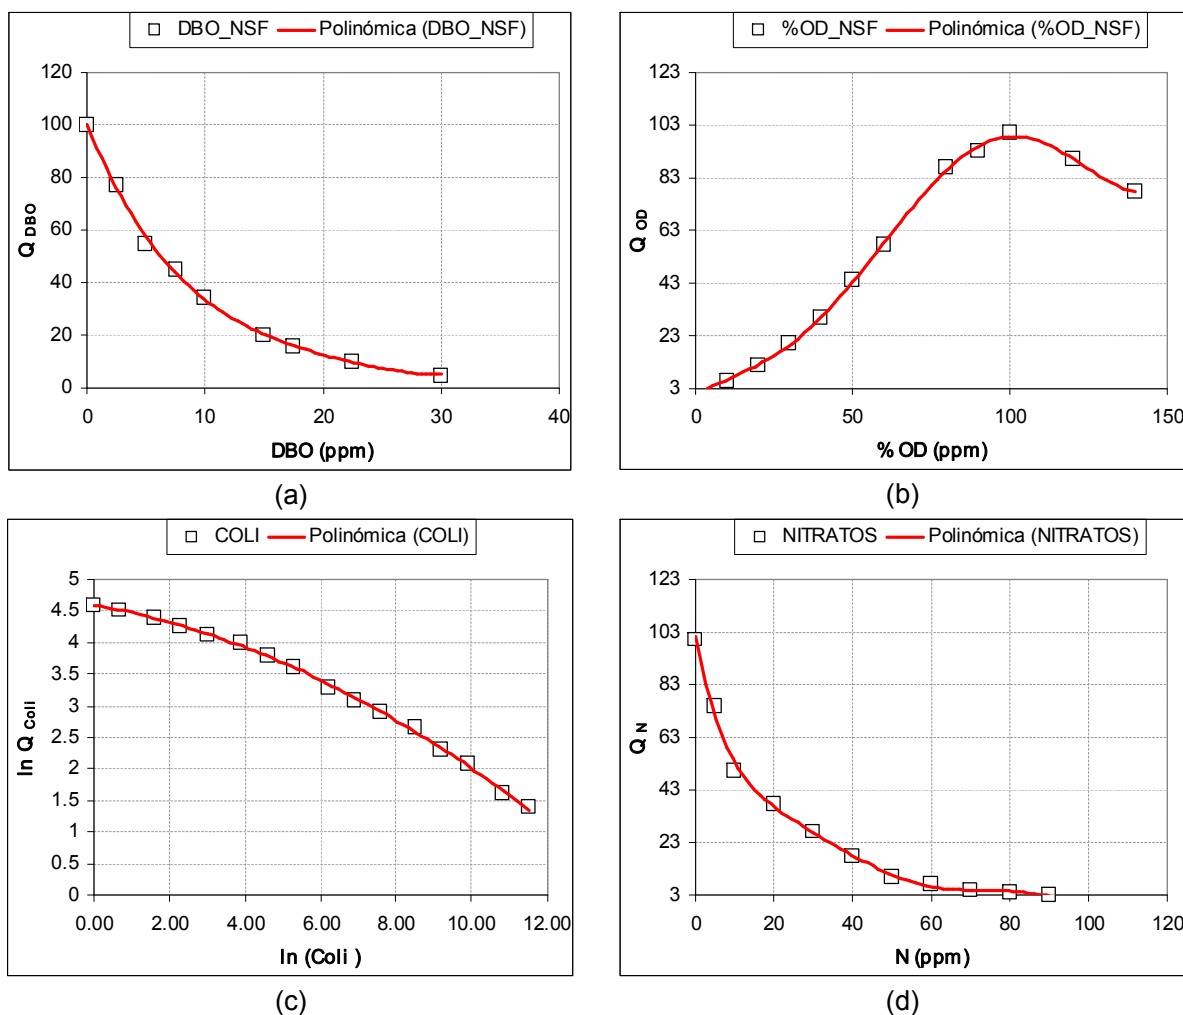 DBO_NSF Polinómica (DBO_NSF)
120
100
80
60
40
20
0
Q DBO
0 10 20 30 40
DBO (ppm)
(a)
%OD_NSF Polinómica (%OD_NSF)
123
103
83
63
43
23
3
Q OD
0 50 100 150
% OD (ppm)
(b)
COLI Polinómica (COLI)
5
4.5
4
3.5
3
2.5
2
1.5
1
0.5
0
ln Q Coli
0.00 2.00 4.00 6.00 8.00 10.00 12.00
ln (Coli )
(c)
NITRATOS Polinómica (NITRATOS)
123
103
83
63
43
23
3
Q N
0 20 40 60 80 100 120
N (ppm)
(d)